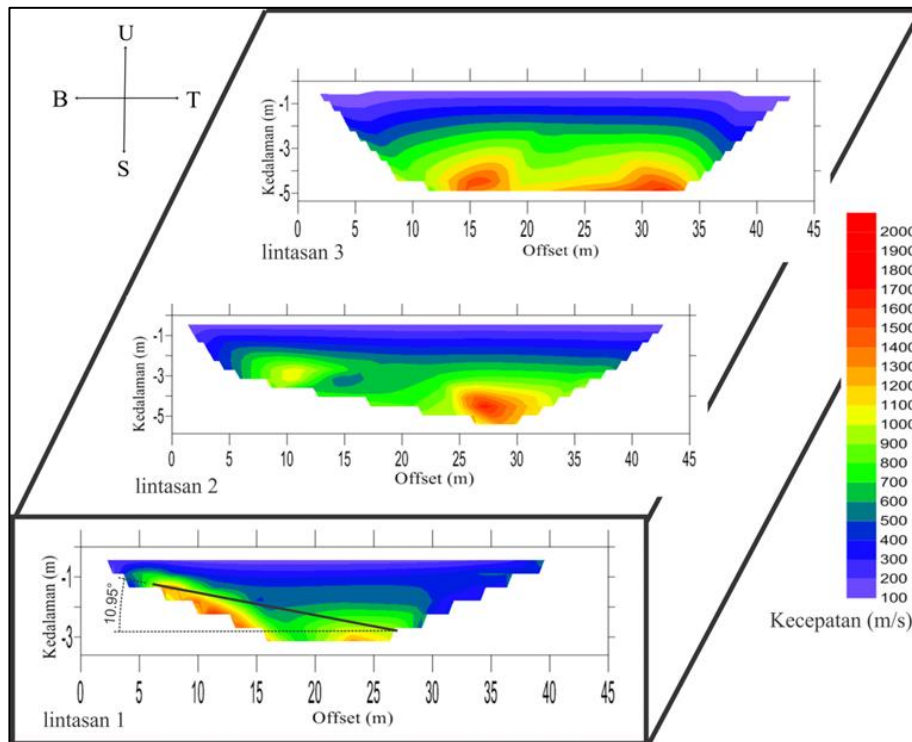 U
B T
S
Kedalaman (m)
-1
-3
-5
0 5 10 15 20 25 30 35 40 45
Offset (m)
lintasan 3
Kedalaman (m)
-1
-3
-5
0 5 10 15 20 25 30 35 40 45
Offset (m)
lintasan 2
Kedalaman (m)
-1
-3
10.95°
0 5 10 15 20 25 30 35 40 45
Offset (m)
lintasan 1
2000
1900
1800
1700
1600
1500
1400
1300
1200
1100
1000
900
800
700
600
500
400
300
200
100
Kecepatan (m/s)